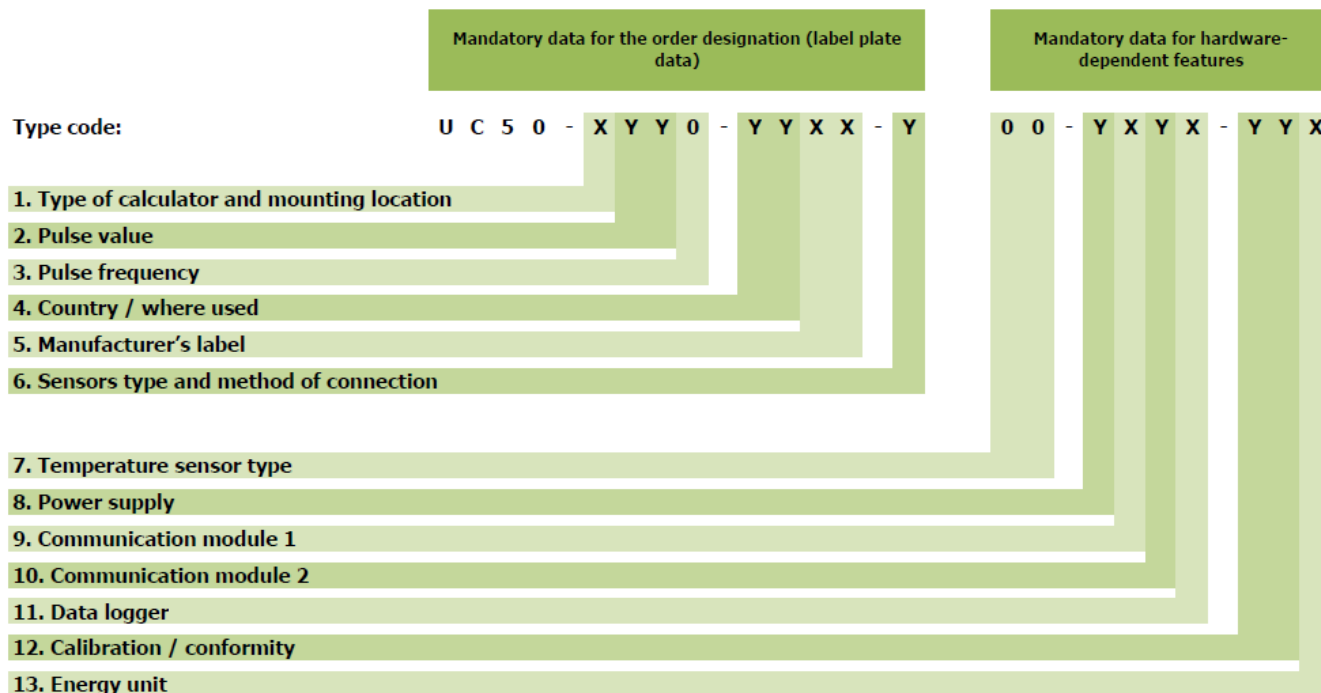 Mandatory data for the order designation (label plate
data)
Mandatory data for hardware-
dependent features
Type code: U C 5 0 - X Y Y 0 - Y Y X X - Y 0 0 - Y X Y X - Y Y X
1. Type of calculator and mounting location
2. Pulse value
3. Pulse frequency
4. Country / where used
5. Manufacturer’s label
6. Sensors type and method of connection
7. Temperature sensor type
8. Power supply
9. Communication module 1
10. Communication module 2
11. Data logger
12. Calibration / conformity
13. Energy unit